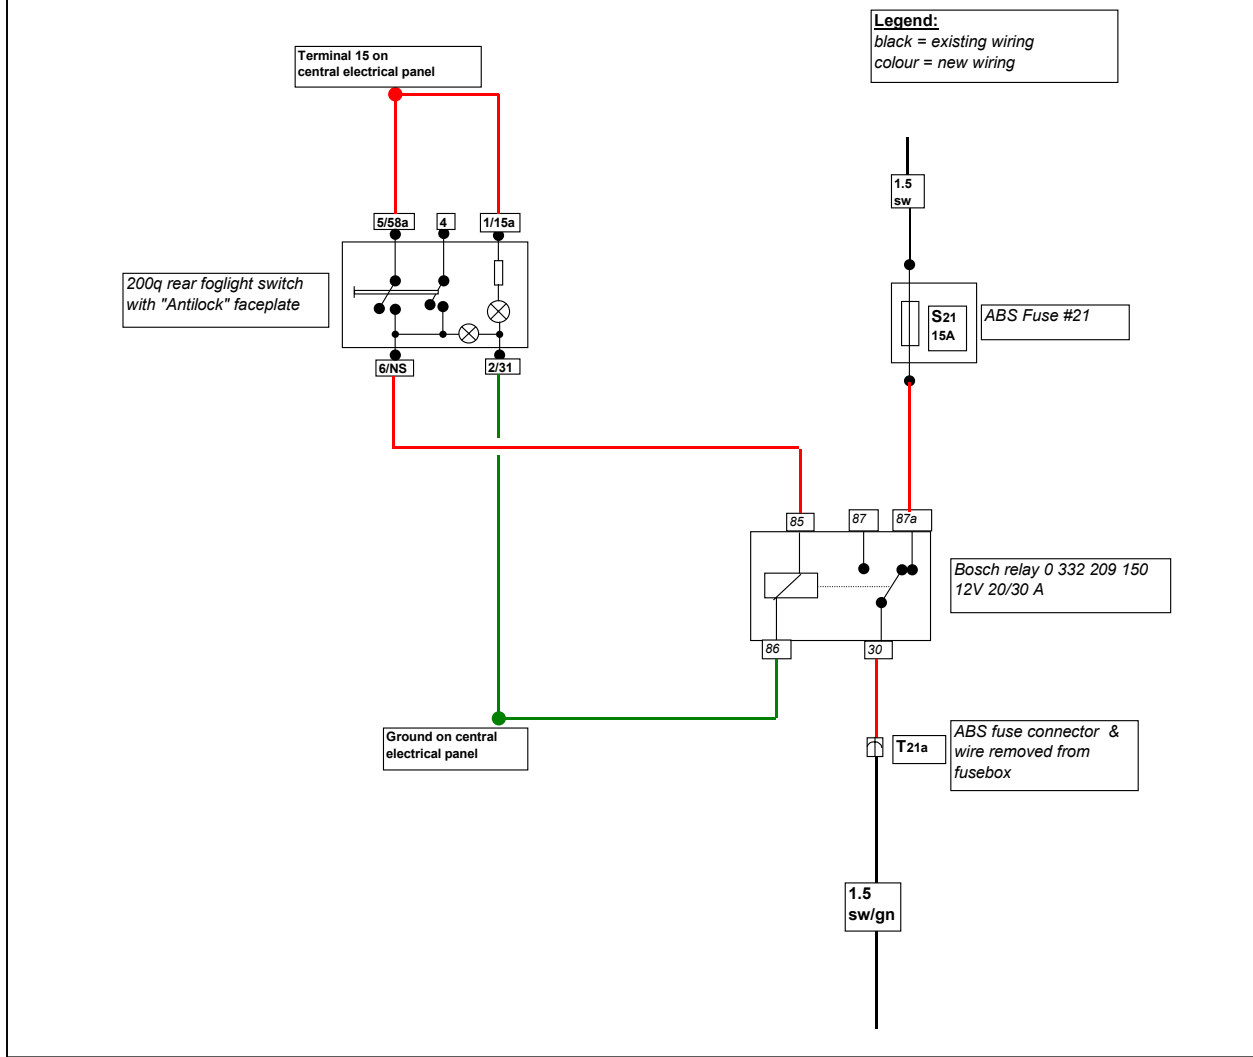 Legend:
black = existing wiring
colour = new wiring
Terminal 15 on
central electrical panel
1.5
sw
5/58a
4
1/15a
200q rear foglight switch
with "Antilock" faceplate
S21
15A
ABS Fuse #21
6/NS
2/31
85
87
87a
Bosch relay 0 332 209 150
12V 20/30 A
86
30
Ground on central
electrical panel
T21a
ABS fuse connector &
wire removed from
fusebox
1.5
sw/gn